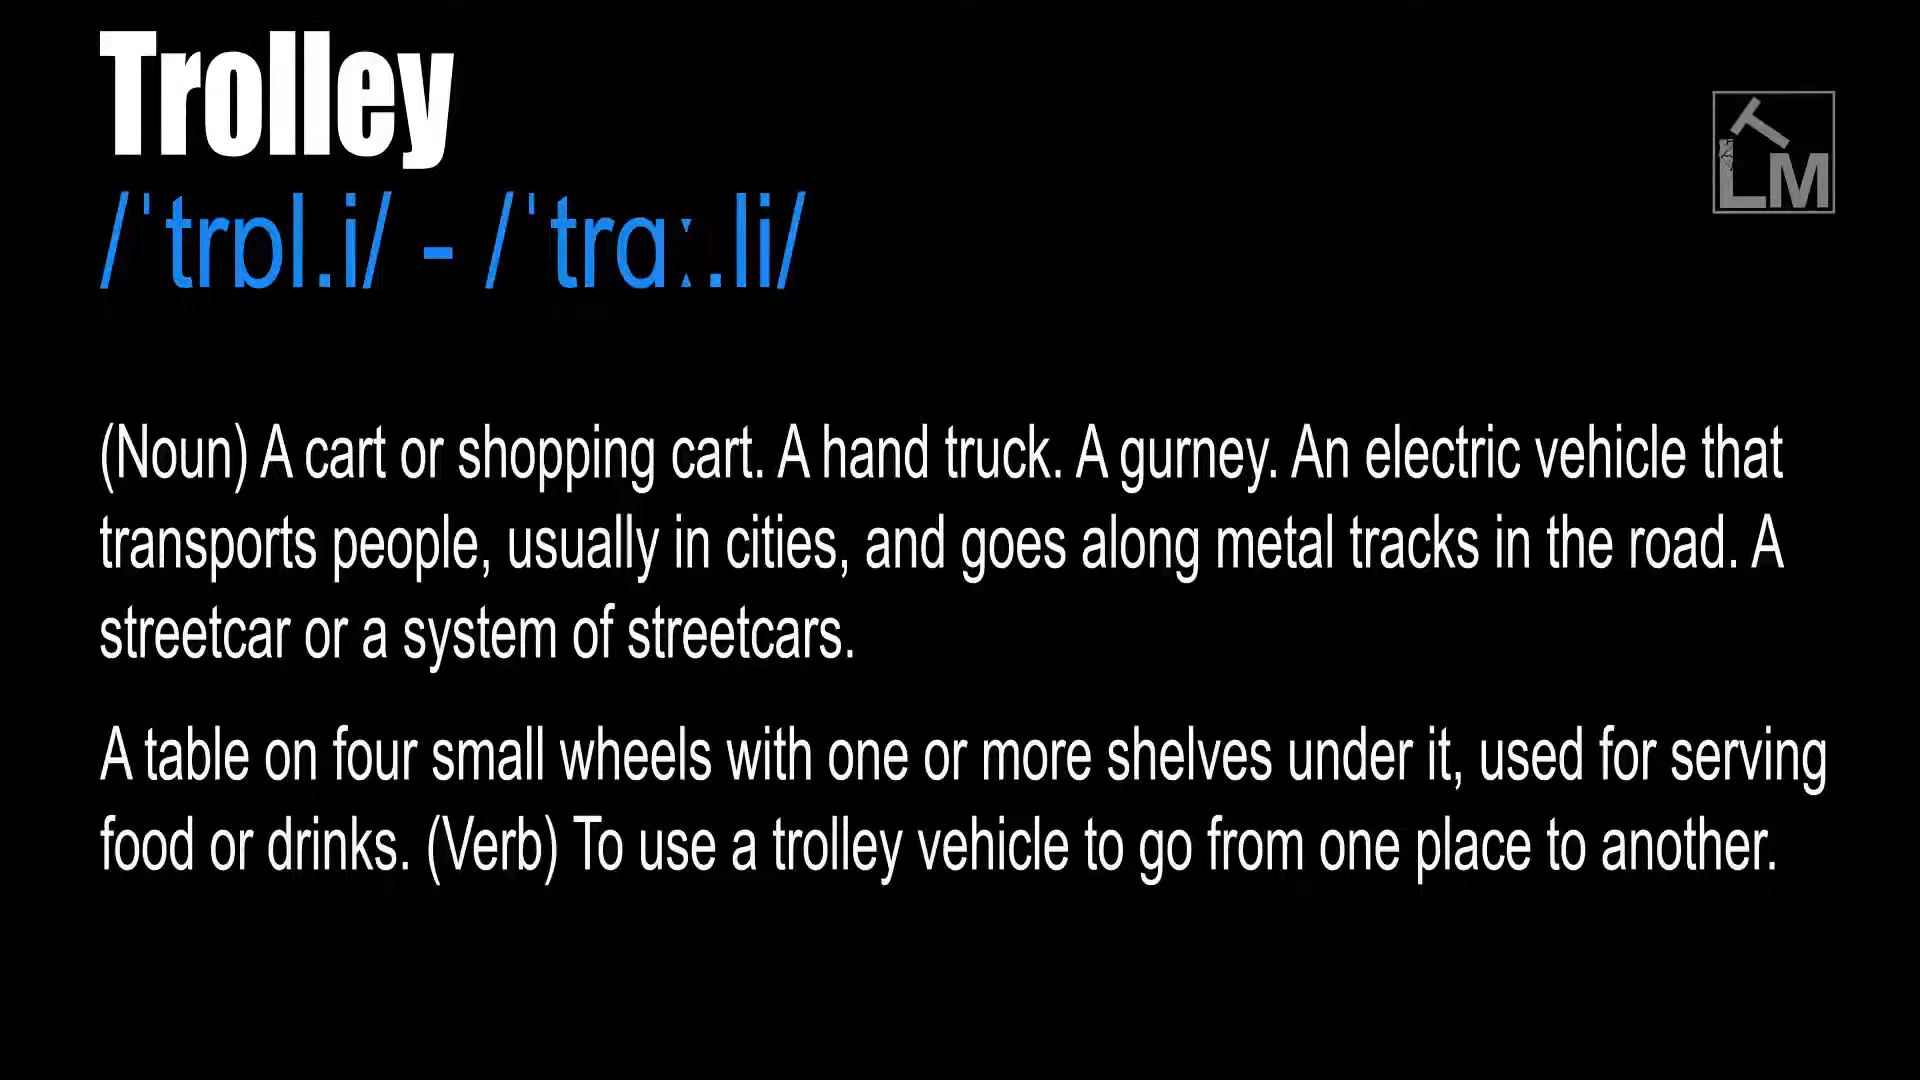 Trolley
/ˈtrɒl.i/ - /ˈtrɑː.li/
(Noun) A cart or shopping cart. A hand truck. A gurney. An electric vehicle that
transports people, usually in cities, and goes along metal tracks in the road. A
streetcar or a system of streetcars.
A table on four small wheels with one or more shelves under it, used for serving
food or drinks. (Verb) To use a trolley vehicle to go from one place to another.
TLM